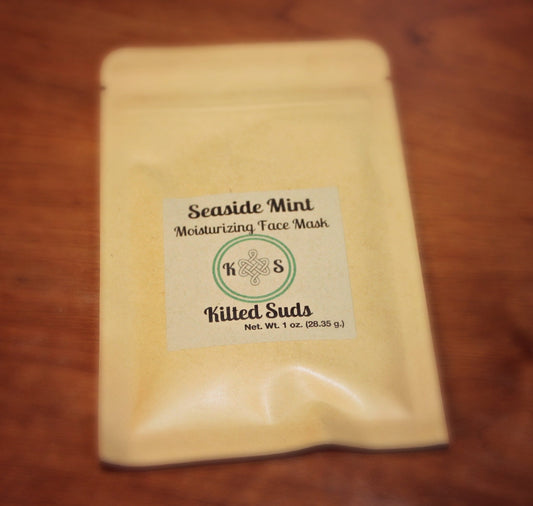 Seaside Mint
Moisturizing Face Mask
K S
Kilted Suds
Net. Wt. 1 oz. (28.35 g.)